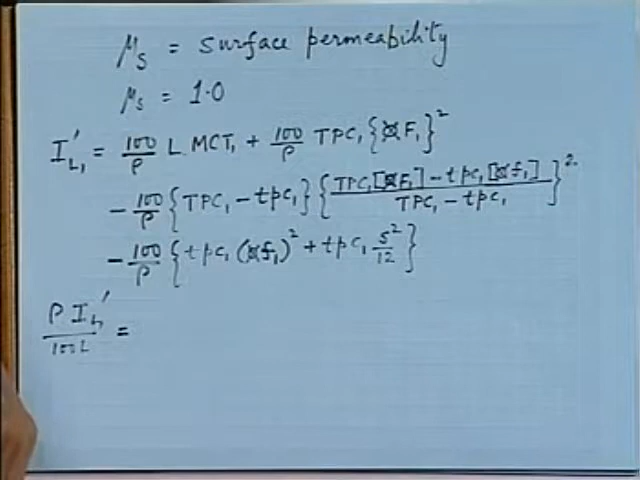 μs = surface permeability
μs = 1.0
I'L₁ = 100/ρ L MCT₁ + 100/ρ TPC₁ {F₁}²
- 100/ρ {TPC₁ - tpc₁} {TPC₁[F₁] - tpc₁[f₁] / TPC₁ - tpc₁}²
- 100/ρ {tpc₁ (f₁)² + tpc₁ s²/12}
ρ I'L₁ / 100L =